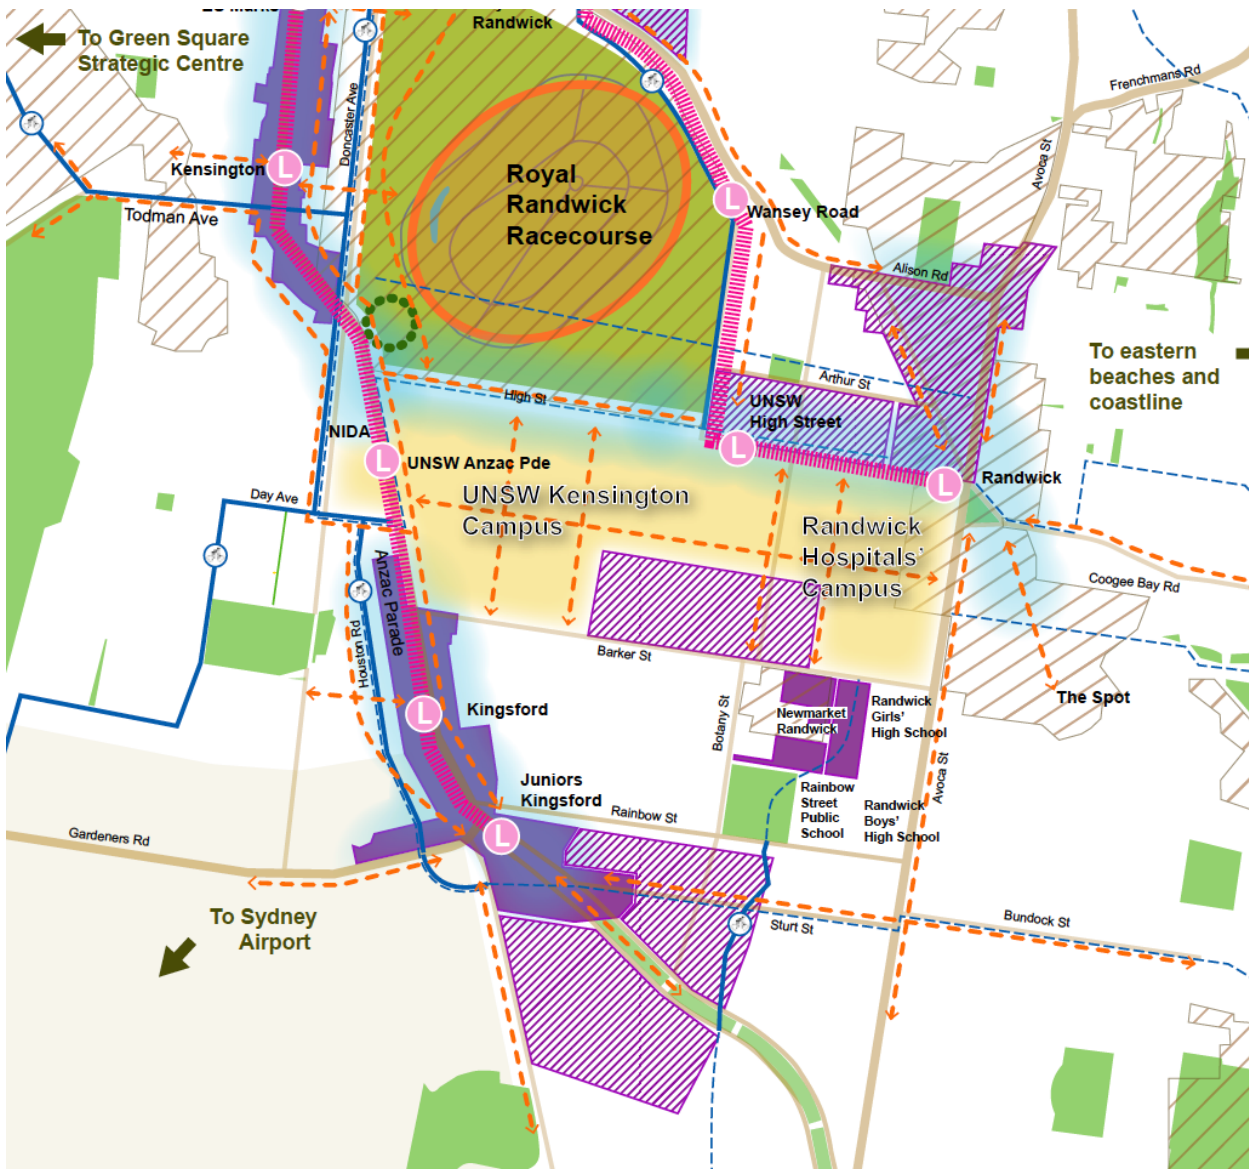 To Green Square
Strategic Centre
Randwick
Frenchmans Rd
Doncaster Ave
Avoca St
Kensington
L
Todman Ave
Royal
Randwick
Racecourse
L
Wansey Road
Alison Rd
To eastern
beaches and
coastline
Arthur St
High St
UNSW
High Street
NIDA
L
UNSW Anzac Pde
L
L
Randwick
Day Ave
UNSW Kensington
Campus
Randwick
Hospitals'
Campus
Anzac Parade
Houston Rd
Coogee Bay Rd
Barker St
The Spot
L
Kingsford
Botany St
Newmarket
Randwick
Randwick
Girls'
High School
Avoca St
Juniors
Kingsford
L
Rainbow St
Rainbow
Street
Public
School
Randwick
Boys'
High School
Gardeners Rd
To Sydney
Airport
Sturt St
Bundock St